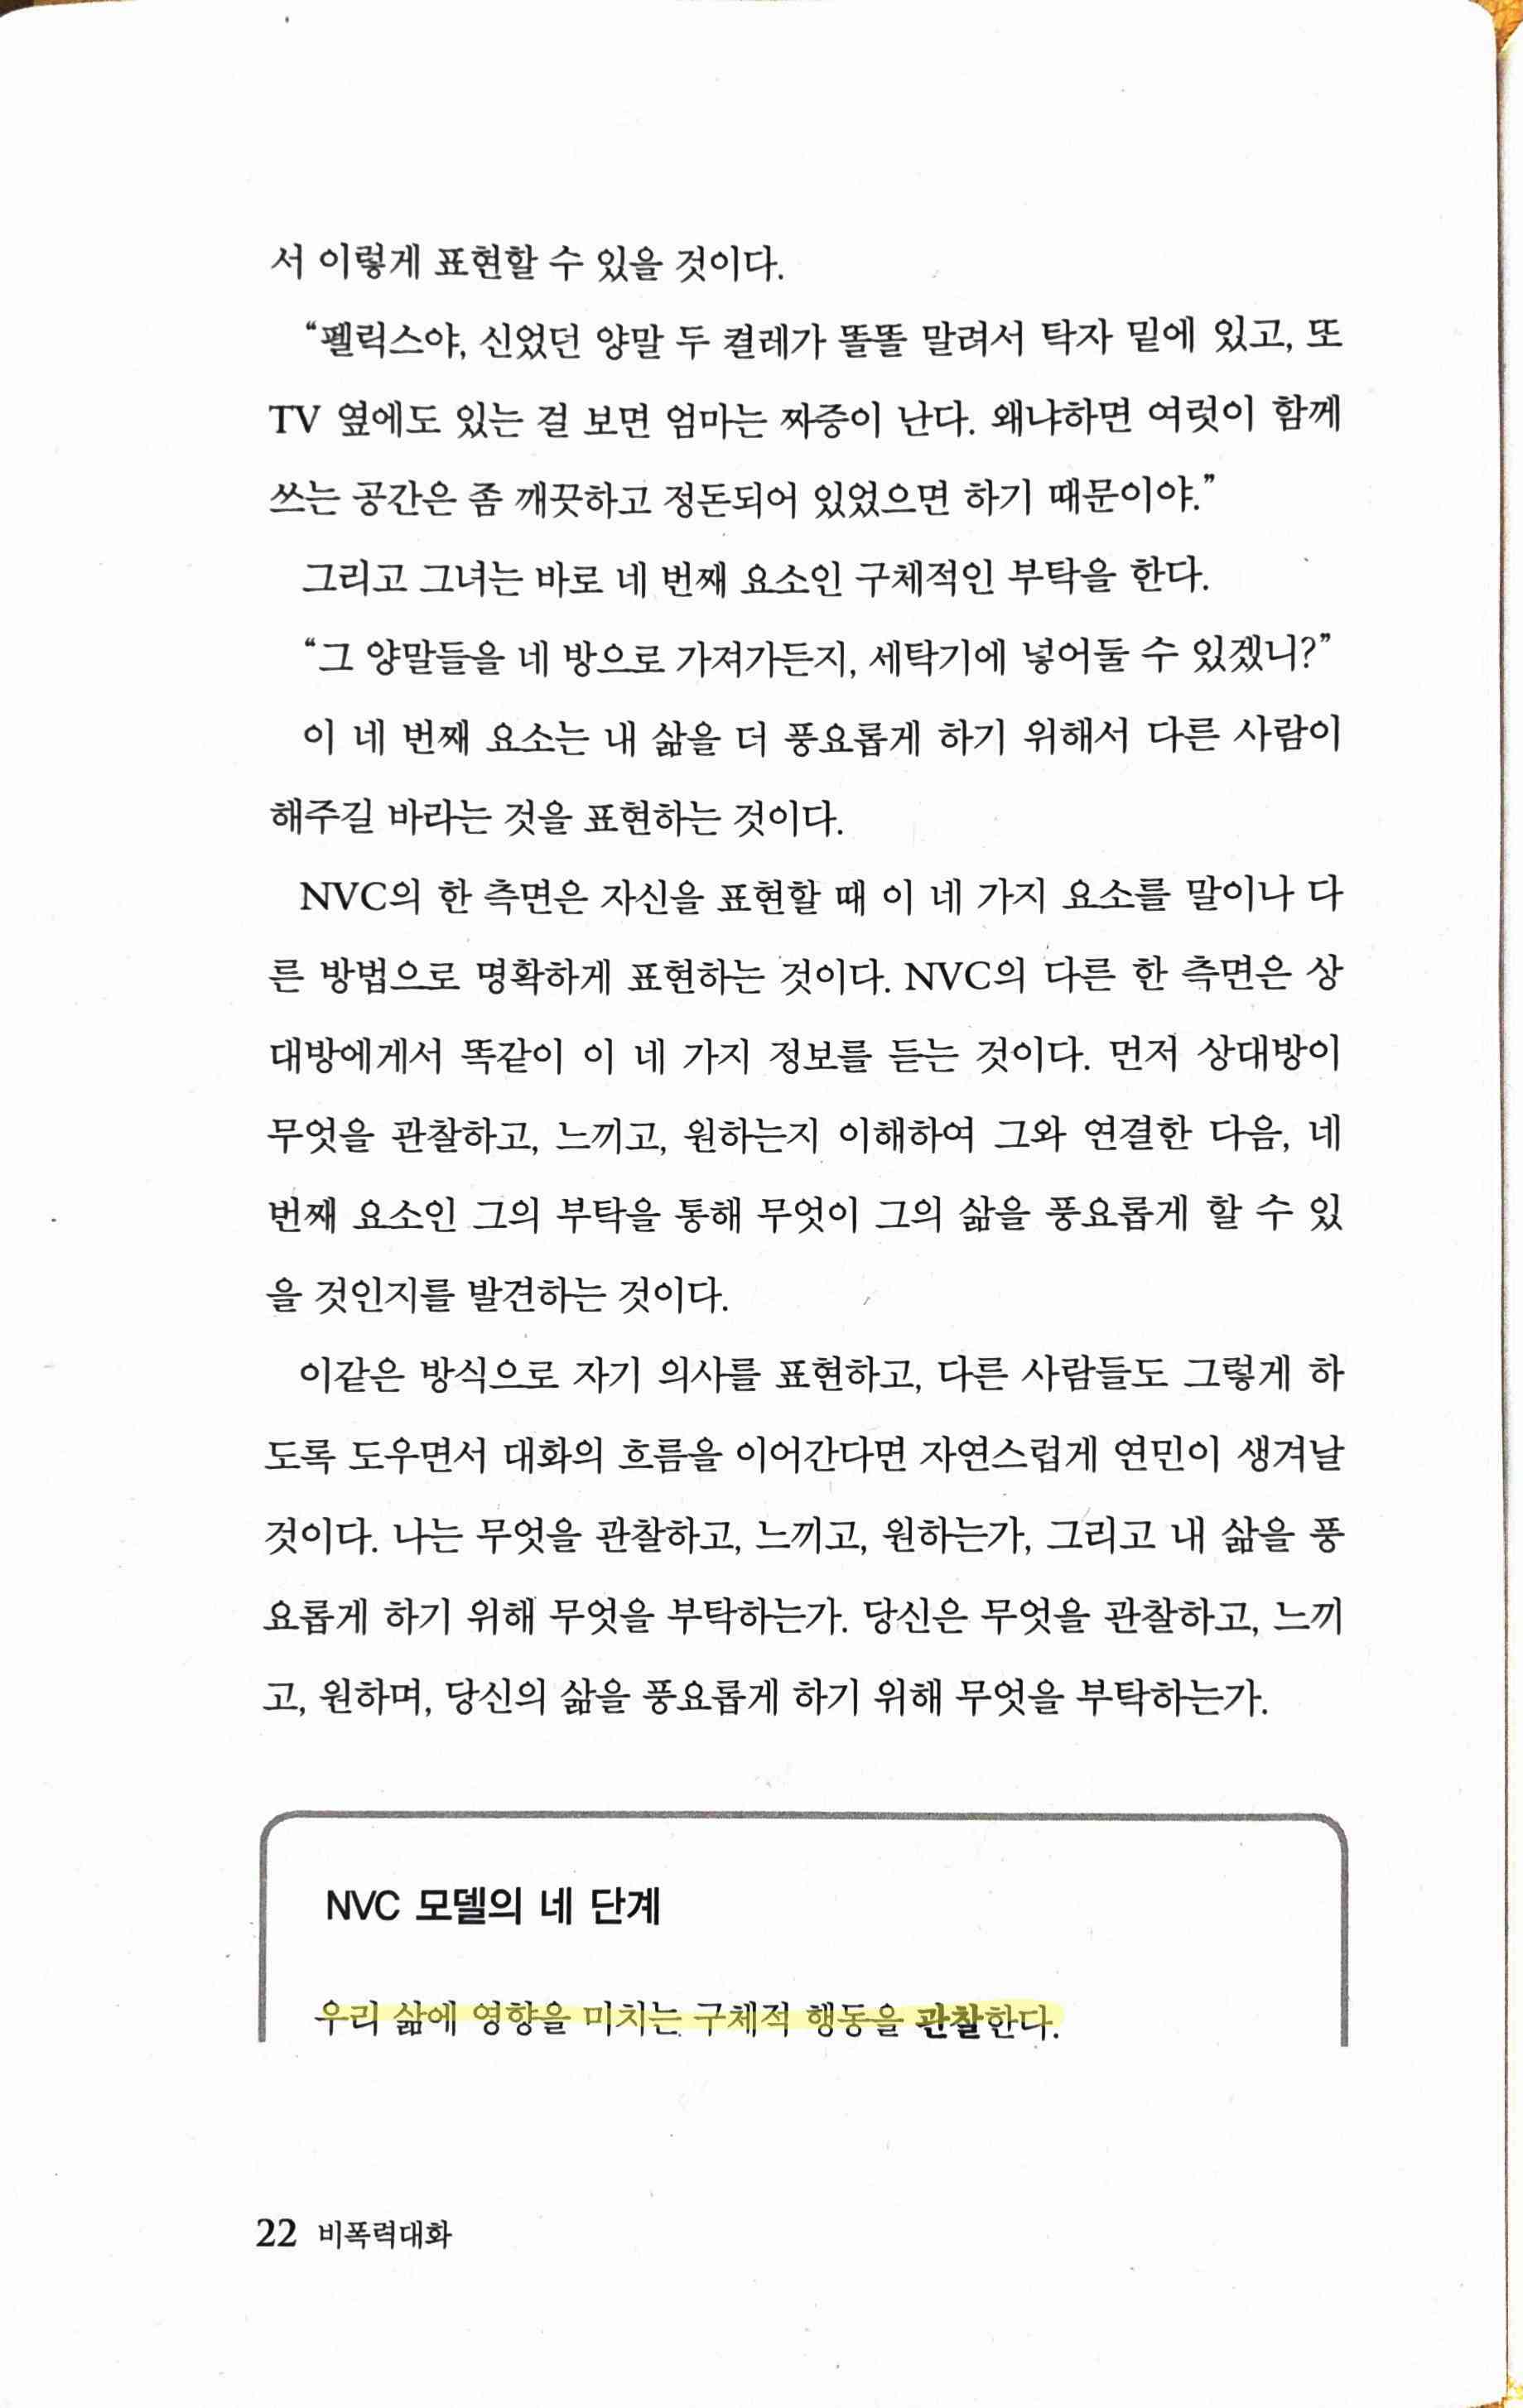 서 이렇게 표현할 수 있을 것이다.
“펠릭스야, 신었던 양말 두 켤레가 똘똘 말려서 탁자 밑에 있고, 또
TV 옆에도 있는 걸 보면 엄마는 짜증이 난다. 왜냐하면 여럿이 함께
쓰는 공간은 좀 깨끗하고 정돈되어 있었으면 하기 때문이야.”
그리고 그녀는 바로 네 번째 요소인 구체적인 부탁을 한다.
“그 양말들을 네 방으로 가져가든지, 세탁기에 넣어둘 수 있겠니?”
이 네 번째 요소는 내 삶을 더 풍요롭게 하기 위해서 다른 사람이
해주길 바라는 것을 표현하는 것이다.
NVC의 한 측면은 자신을 표현할 때 이 네 가지 요소를 말이나 다
른 방법으로 명확하게 표현하는 것이다. NVC의 다른 한 측면은 상
대방에게서 똑같이 이 네 가지 정보를 듣는 것이다. 먼저 상대방이
무엇을 관찰하고, 느끼고, 원하는지 이해하여 그와 연결한 다음, 네
번째 요소인 그의 부탁을 통해 무엇이 그의 삶을 풍요롭게 할 수 있
을 것인지를 발견하는 것이다.
이같은 방식으로 자기 의사를 표현하고, 다른 사람들도 그렇게 하
도록 도우면서 대화의 흐름을 이어간다면 자연스럽게 연민이 생겨날
것이다. 나는 무엇을 관찰하고, 느끼고, 원하는가, 그리고 내 삶을 풍
요롭게 하기 위해 무엇을 부탁하는가. 당신은 무엇을 관찰하고, 느끼
고, 원하며, 당신의 삶을 풍요롭게 하기 위해 무엇을 부탁하는가.
NVC 모델의 네 단계
우리 삶에 영향을 미치는 구체적 행동을 관찰한다.
22 비폭력대화